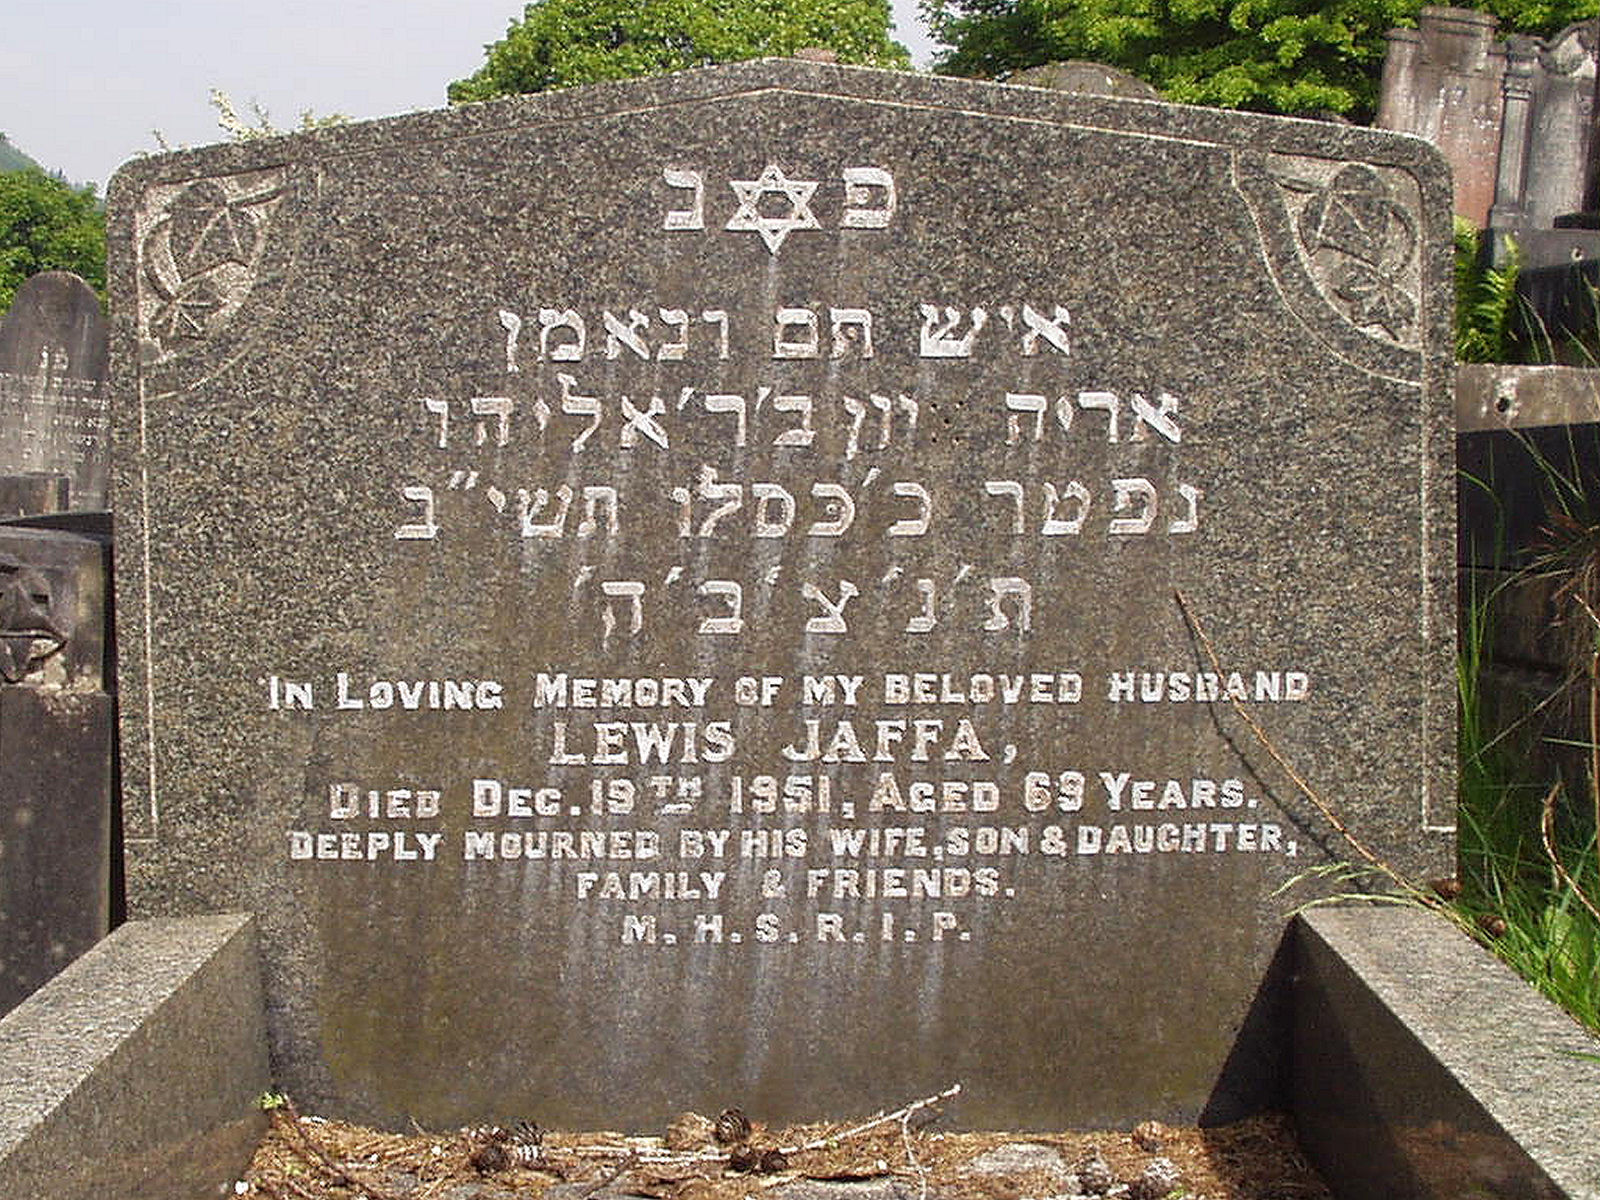 פ נ
איש תם ונאמן
אריה יון ב'ר'אליהו
נפטר כ'כסלו תשי"ב
ת'נ'צ'ב'ה'
IN LOVING MEMORY OF MY BELOVED HUSBAND
LEWIS JAFFA,
DIED DEC. 19TH 1951, AGED 69 YEARS.
DEEPLY MOURNED BY HIS WIFE, SON & DAUGHTER,
FAMILY & FRIENDS.
M. H. S. R. I. P.